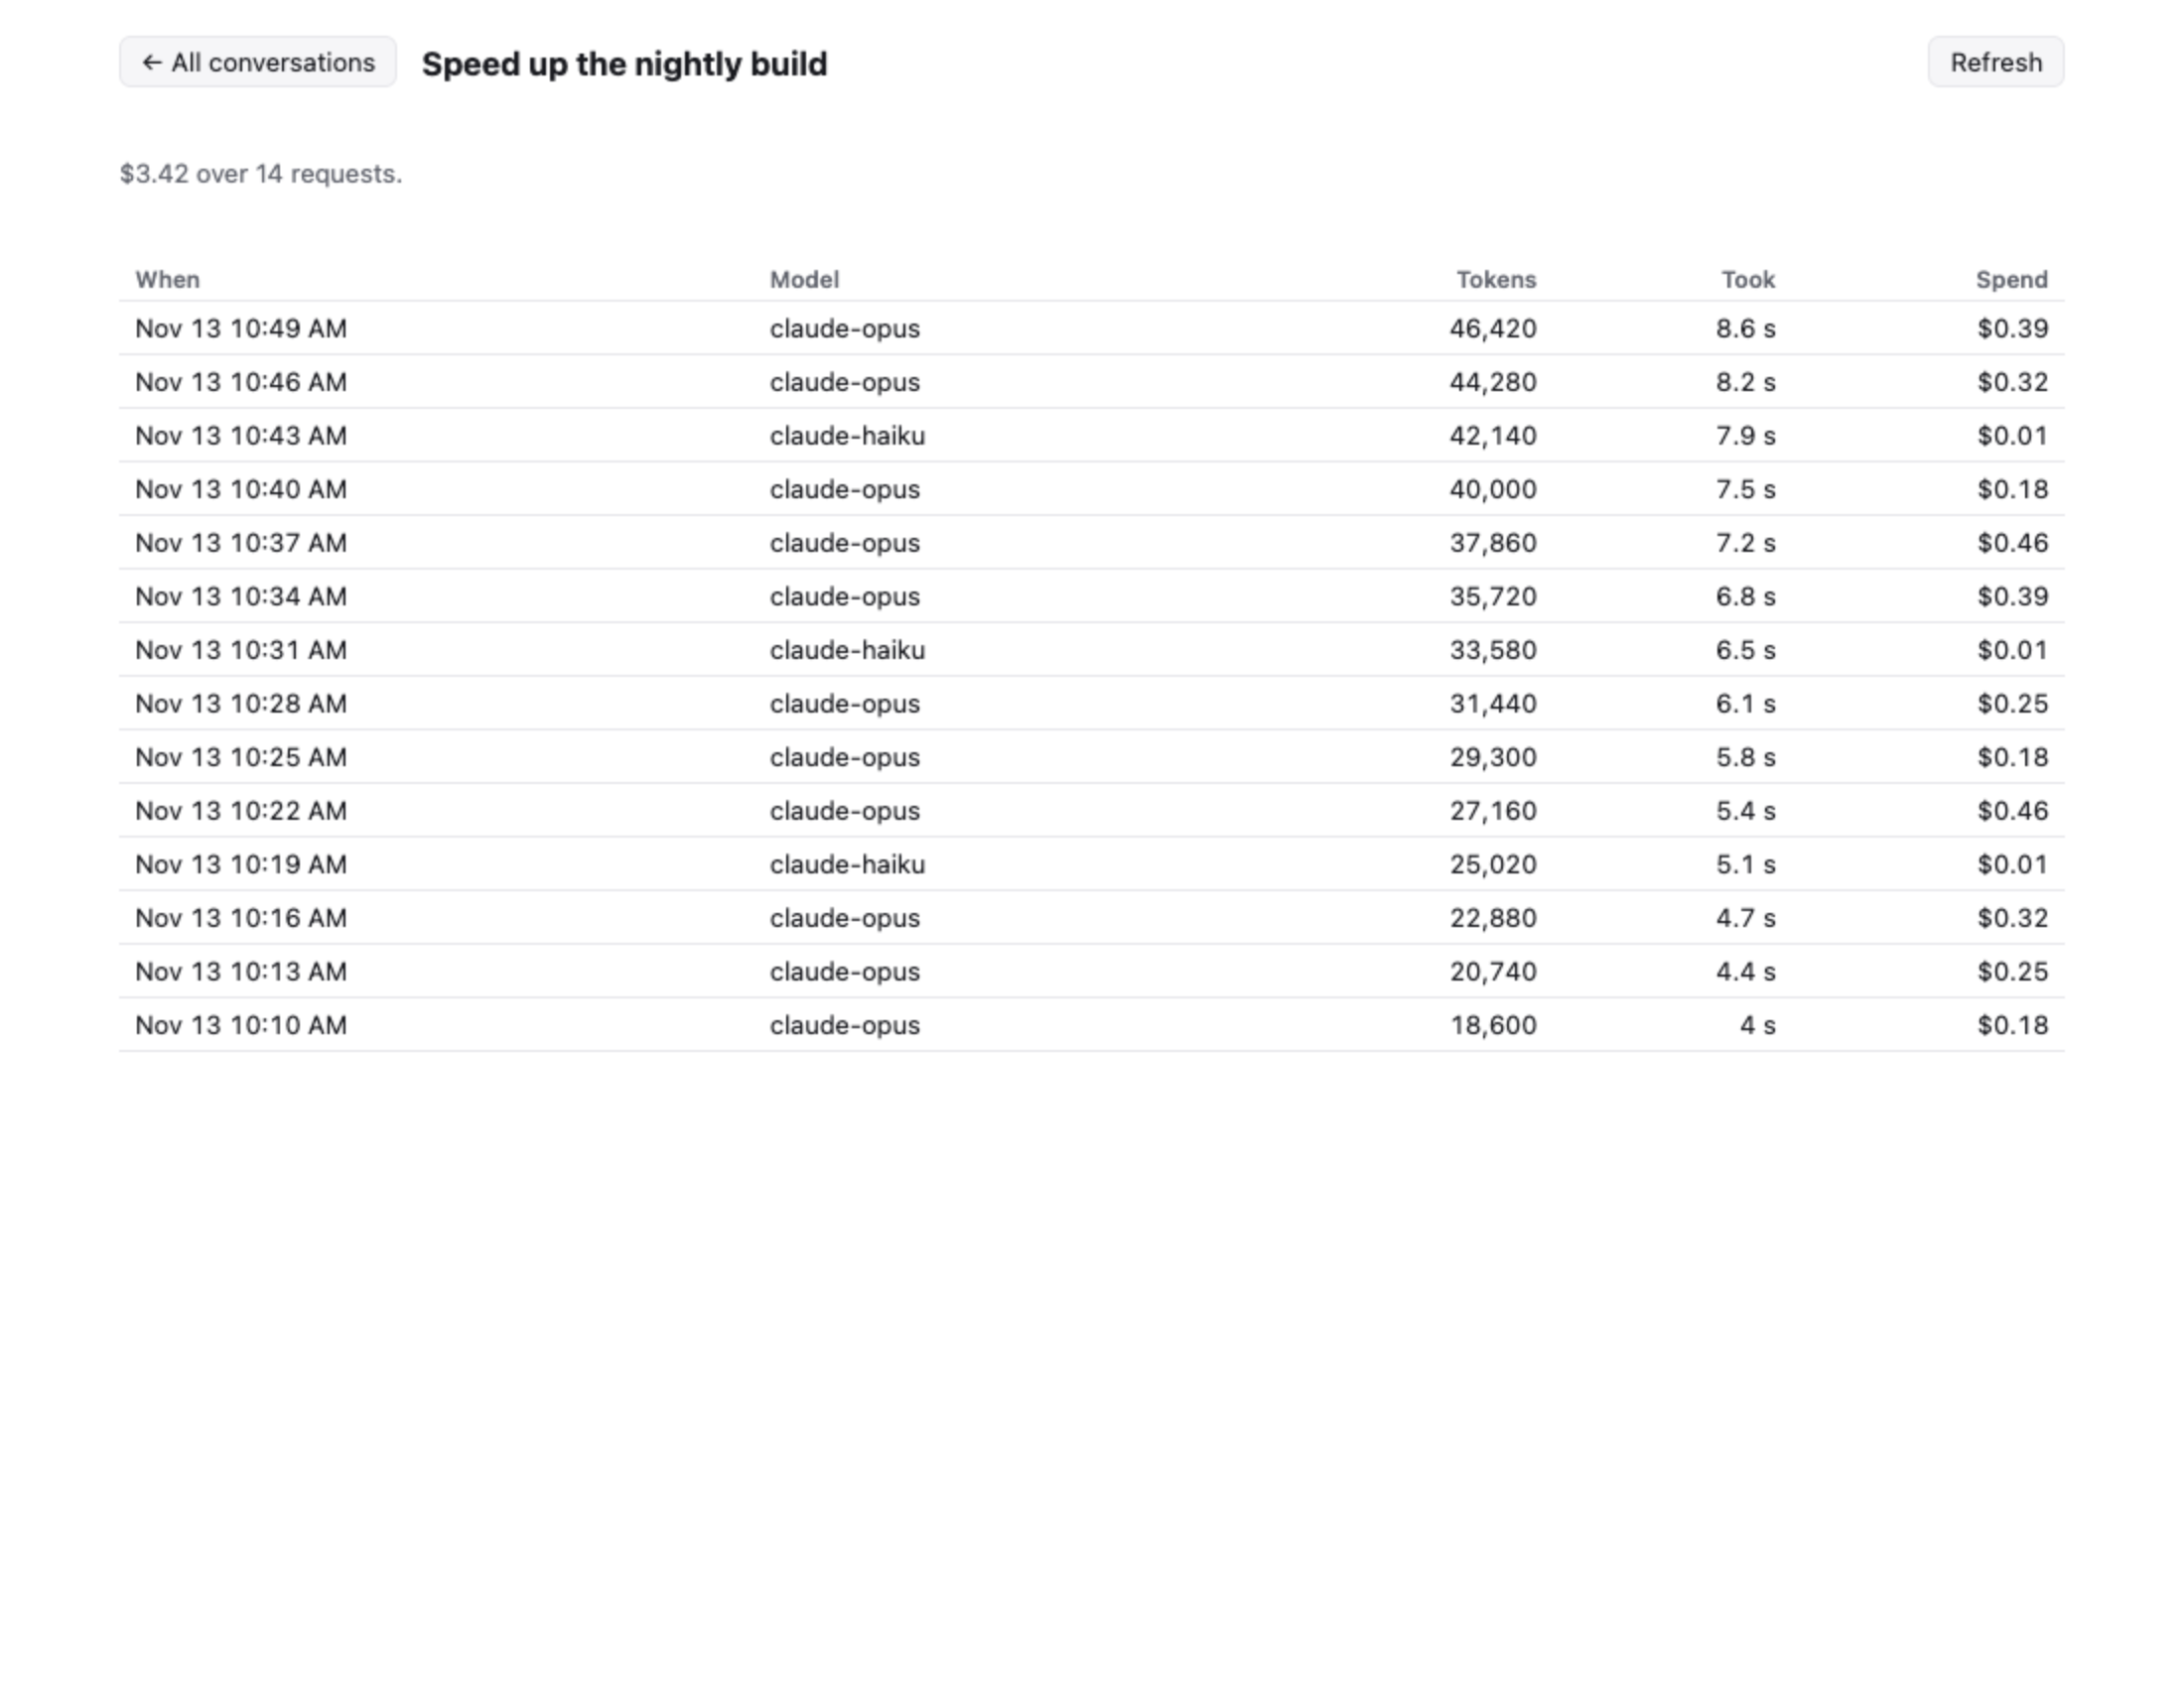 ← All conversations Speed up the nightly build Refresh
$3.42 over 14 requests.
When Model Tokens Took Spend
Nov 13 10:49 AM claude-opus 46,420 8.6 s $0.39
Nov 13 10:46 AM claude-opus 44,280 8.2 s $0.32
Nov 13 10:43 AM claude-haiku 42,140 7.9 s $0.01
Nov 13 10:40 AM claude-opus 40,000 7.5 s $0.18
Nov 13 10:37 AM claude-opus 37,860 7.2 s $0.46
Nov 13 10:34 AM claude-opus 35,720 6.8 s $0.39
Nov 13 10:31 AM claude-haiku 33,580 6.5 s $0.01
Nov 13 10:28 AM claude-opus 31,440 6.1 s $0.25
Nov 13 10:25 AM claude-opus 29,300 5.8 s $0.18
Nov 13 10:22 AM claude-opus 27,160 5.4 s $0.46
Nov 13 10:19 AM claude-haiku 25,020 5.1 s $0.01
Nov 13 10:16 AM claude-opus 22,880 4.7 s $0.32
Nov 13 10:13 AM claude-opus 20,740 4.4 s $0.25
Nov 13 10:10 AM claude-opus 18,600 4 s $0.18